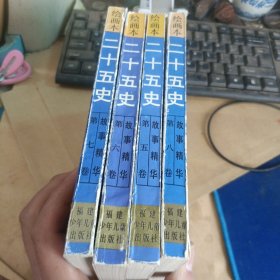 绘画本
二十五史
故事精华
第七卷
福建
少年儿童
出版社
绘画本
二十五史
故事精华
第六卷
福建
少年儿童
出版社
绘画本
二十五史
故事精华
第五卷
福建
少年儿童
出版社
绘画本
二十五史
故事精华
第八卷
福建
少年儿童
出版社